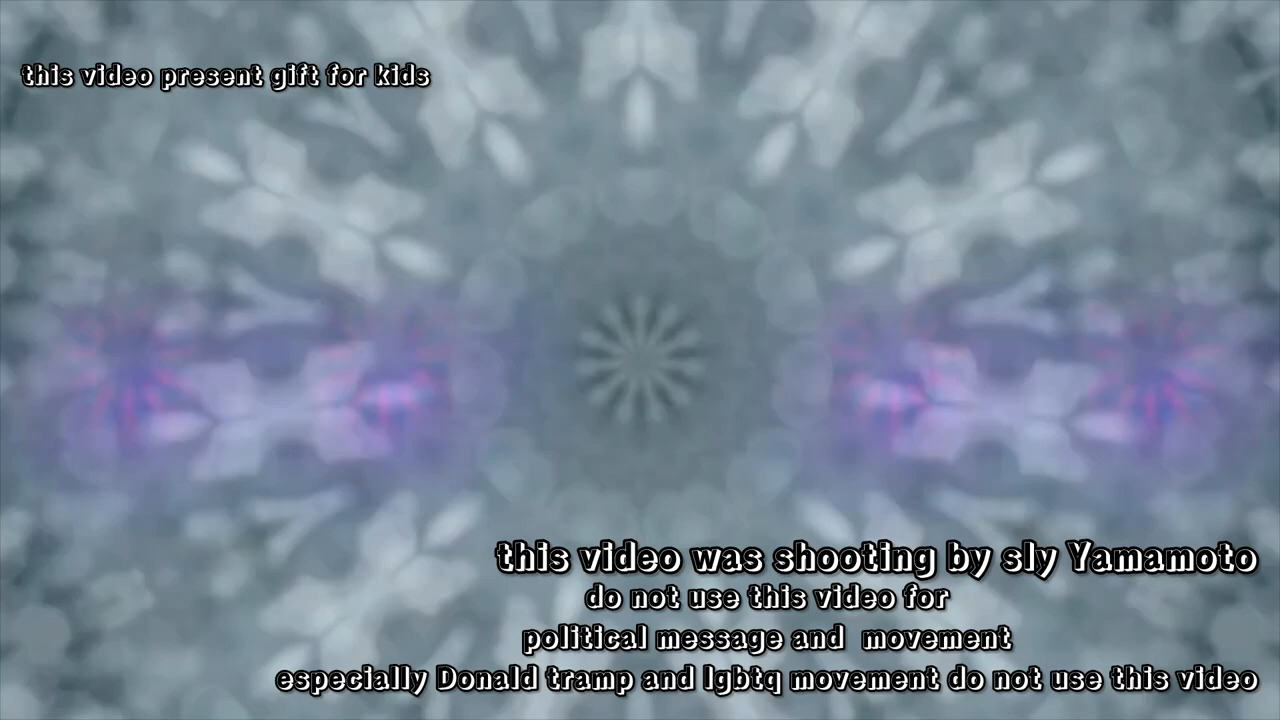 this video present gift for kids
this video was shooting by sly Yamamoto
do not use this video for
political message and movement
especially Donald tramp and lgbtq movement do not use this video